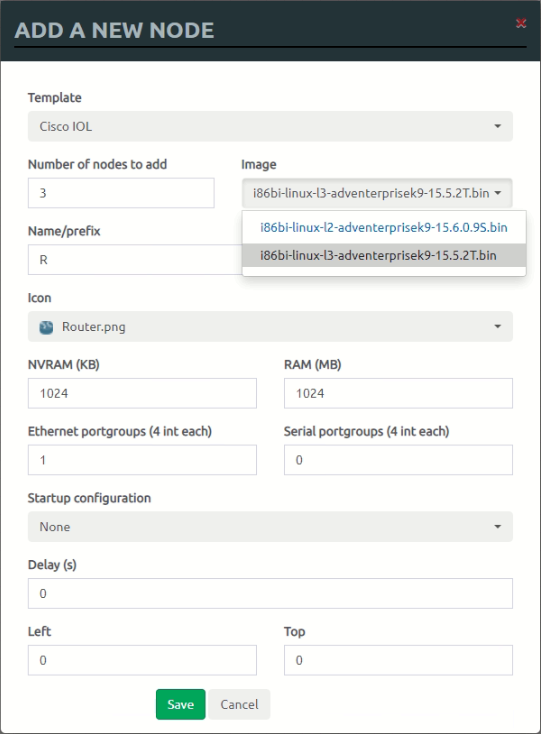 ADD A NEW NODE
Template
Cisco IOL
Number of nodes to add
Image
3
i86bi-linux-l3-adventerprisek9-15.5.2T.bin
i86bi-linux-l2-adventerprisek9-15.6.0.9S.bin
i86bi-linux-l3-adventerprisek9-15.5.2T.bin
Name/prefix
R
Icon
Router.png
NVRAM (KB)
RAM (MB)
1024
1024
Ethernet portgroups (4 int each)
Serial portgroups (4 int each)
1
0
Startup configuration
None
Delay (s)
0
Left
Top
0
0
Save
Cancel